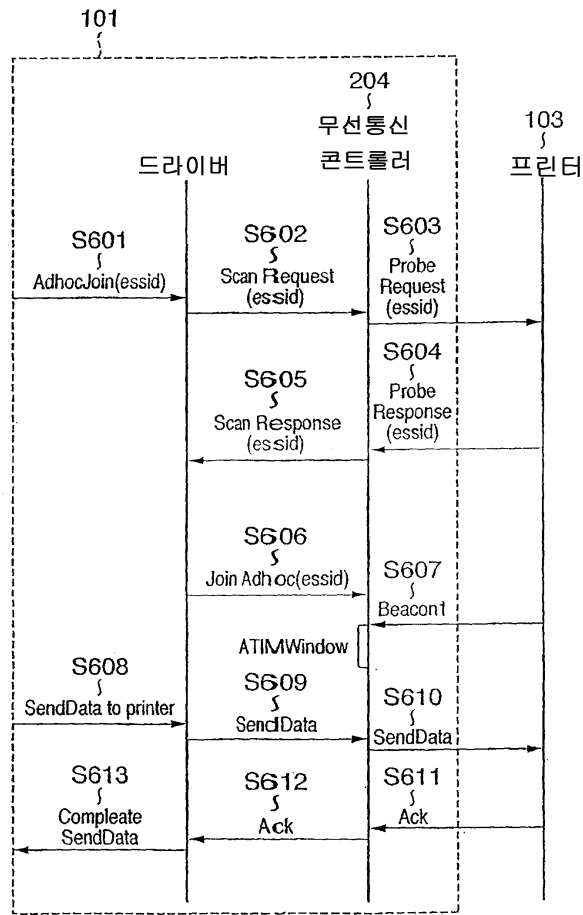 101
204
무선통신
콘트롤러
103
프린터
드라이버
S601
AdhocJoin(essid)
S602
Scan Request
(essid)
S603
Probe
Request
(essid)
S604
Probe
Response
(essid)
S605
Scan Response
(essid)
S606
Join Adhoc(essid)
S607
Beacon1
ATIMWindow
S608
SendData to printer
S609
SendData
S610
SendData
S611
Ack
S612
Ack
S613
Compleate
SendData